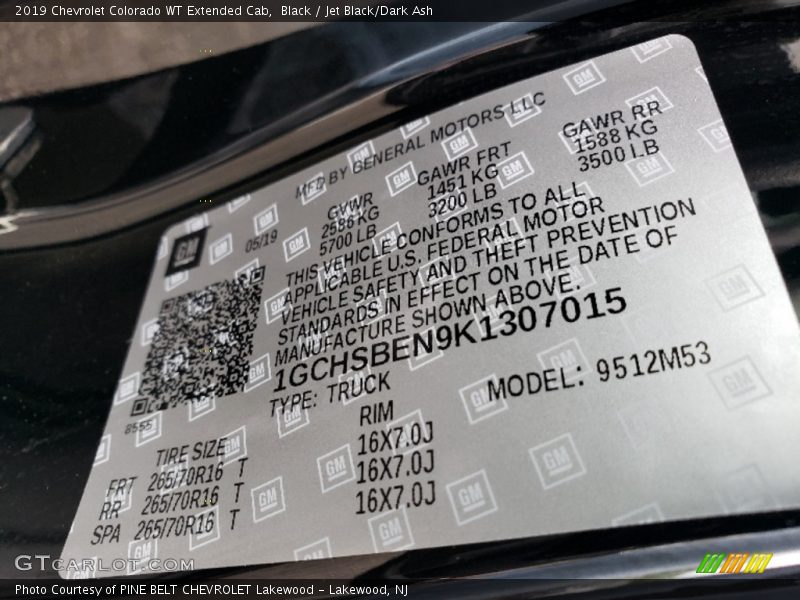 2019 Chevrolet Colorado WT Extended Cab,  Black / Jet Black/Dark Ash
MFD BY GENERAL MOTORS LLC
GM
05/19
GVWR
2586 KG
5700 LB
GAWR FRT
1451 KG
3200 LB
GAWR RR
1588 KG
3500 LB
THIS VEHICLE CONFORMS TO ALL
APPLICABLE U.S. FEDERAL MOTOR
VEHICLE SAFETY AND THEFT PREVENTION
STANDARDS IN EFFECT ON THE DATE OF
MANUFACTURE SHOWN ABOVE.
1GCHSBEN9K1307015
TYPE: TRUCK
MODEL: 9512M53
8555
TIRE SIZE
RIM
FRT 265/70R16 T 16X7.0J
RR 265/70R16 T 16X7.0J
SPA 265/70R16 T 16X7.0J
GTCARLOT.COM
Photo Courtesy of PINE BELT CHEVROLET Lakewood - Lakewood, NJ